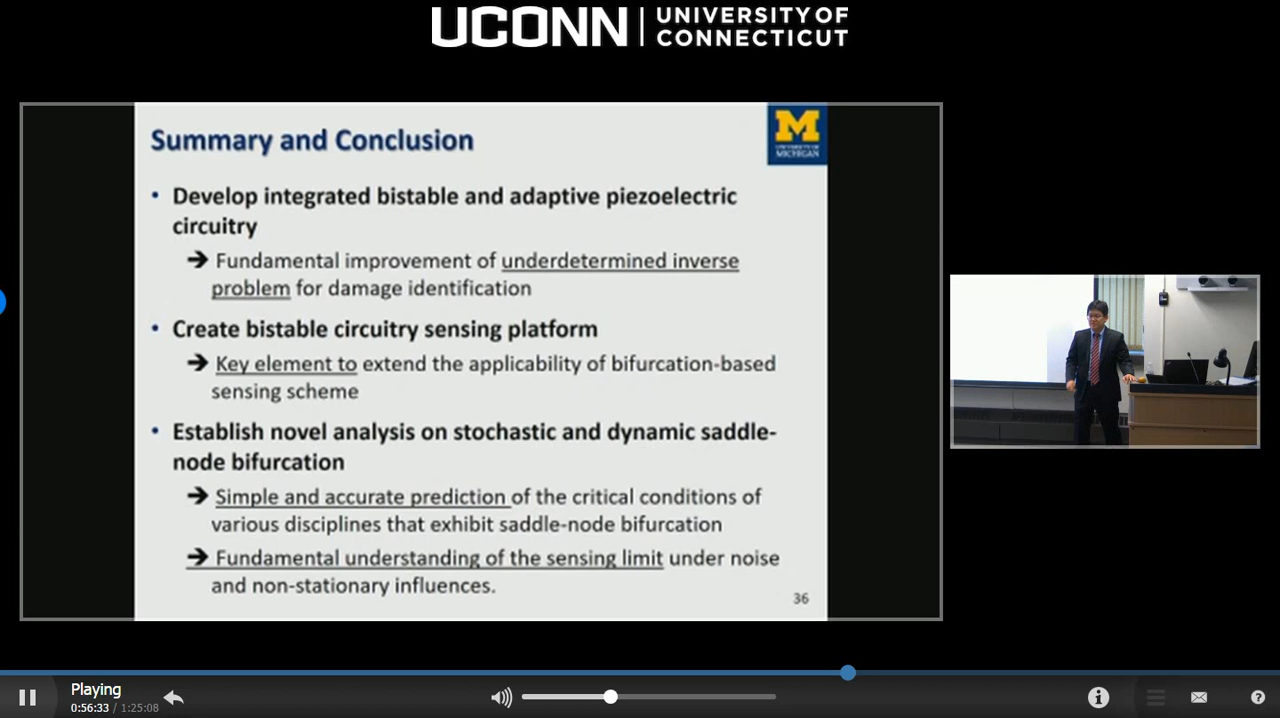 UCONN UNIVERSITY OF
CONNECTICUT
Summary and Conclusion
M
UNIVERSITY OF
MICHIGAN
• Develop integrated bistable and adaptive piezoelectric
circuitry
➔ Fundamental improvement of underdetermined inverse
problem for damage identification
• Create bistable circuitry sensing platform
➔ Key element to extend the applicability of bifurcation-based
sensing scheme
• Establish novel analysis on stochastic and dynamic saddle-
node bifurcation
➔ Simple and accurate prediction of the critical conditions of
various disciplines that exhibit saddle-node bifurcation
➔ Fundamental understanding of the sensing limit under noise
and non-stationary influences.
36
Playing
0:56:33 / 1:25:08